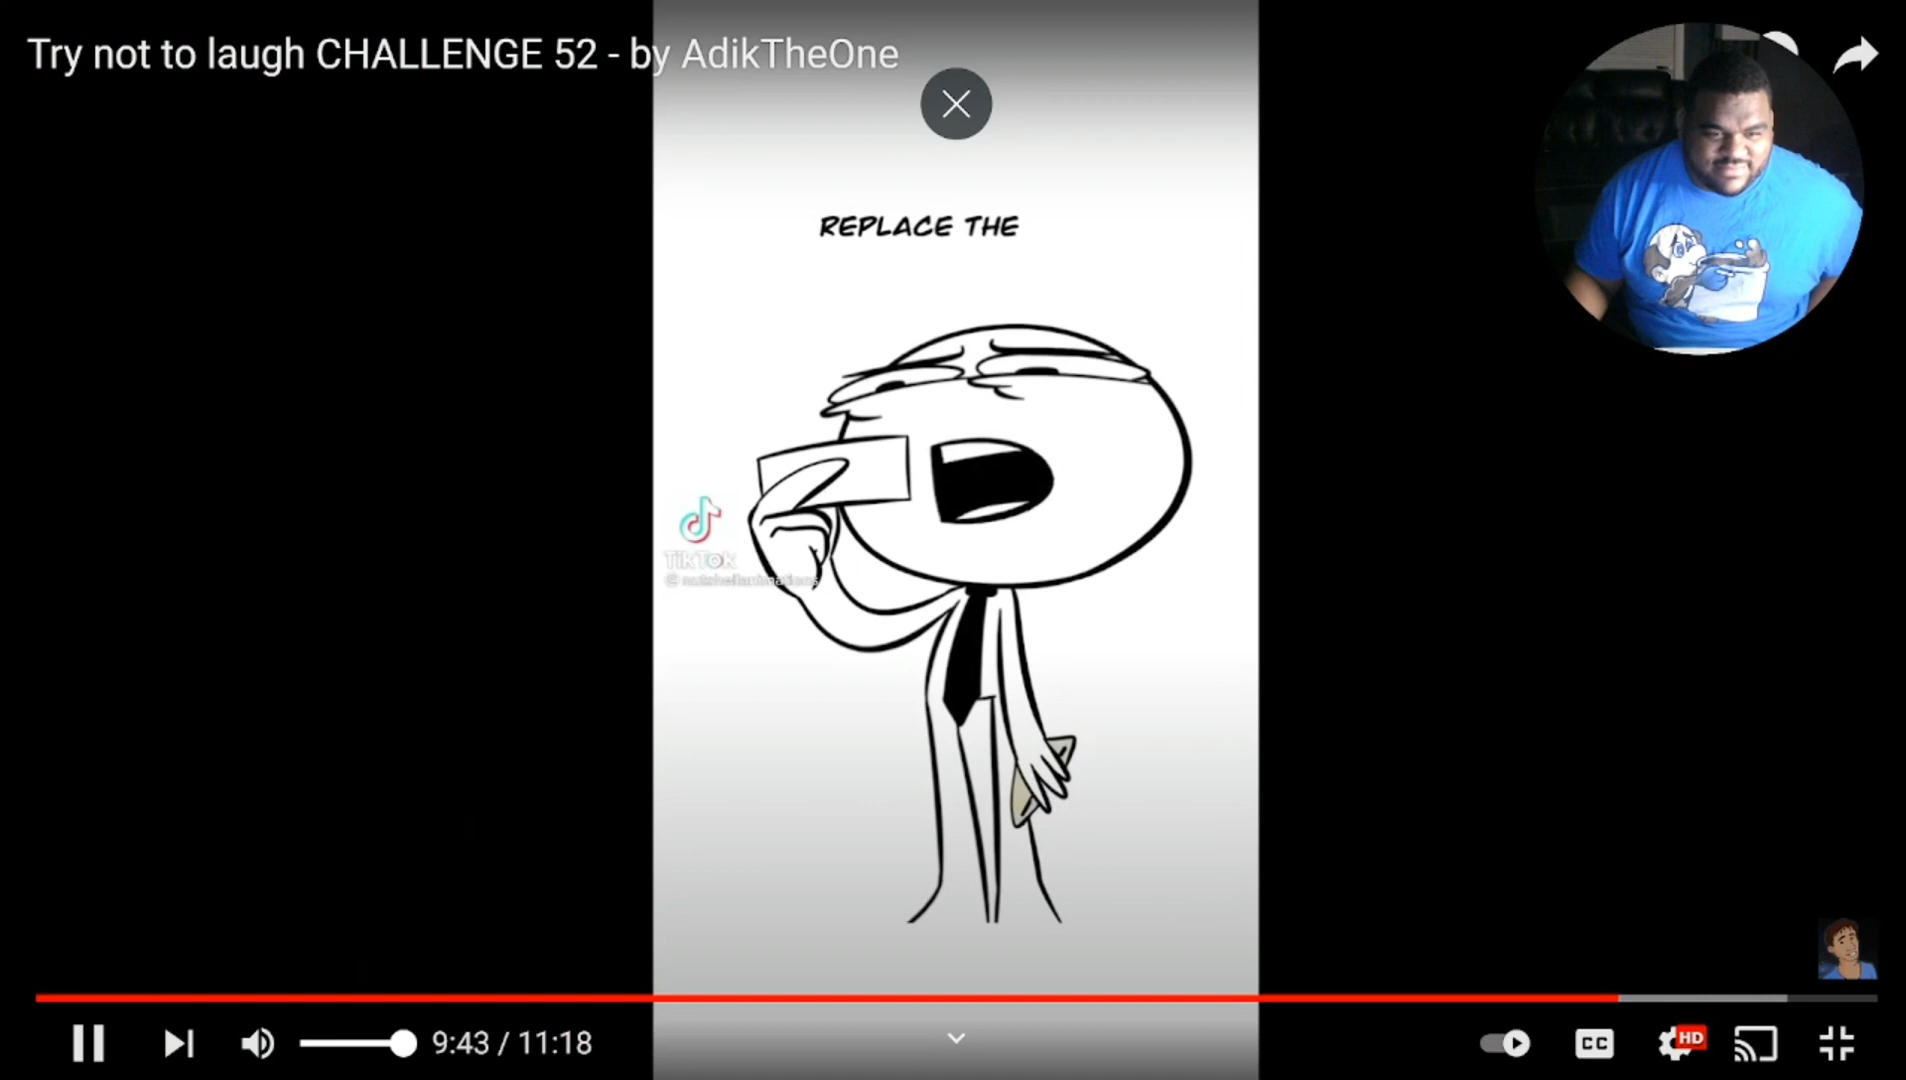 Try not to laugh CHALLENGE 52 - by AdikTheOne
REPLACE THE
TikTok
9:43 / 11:18
CC
HD